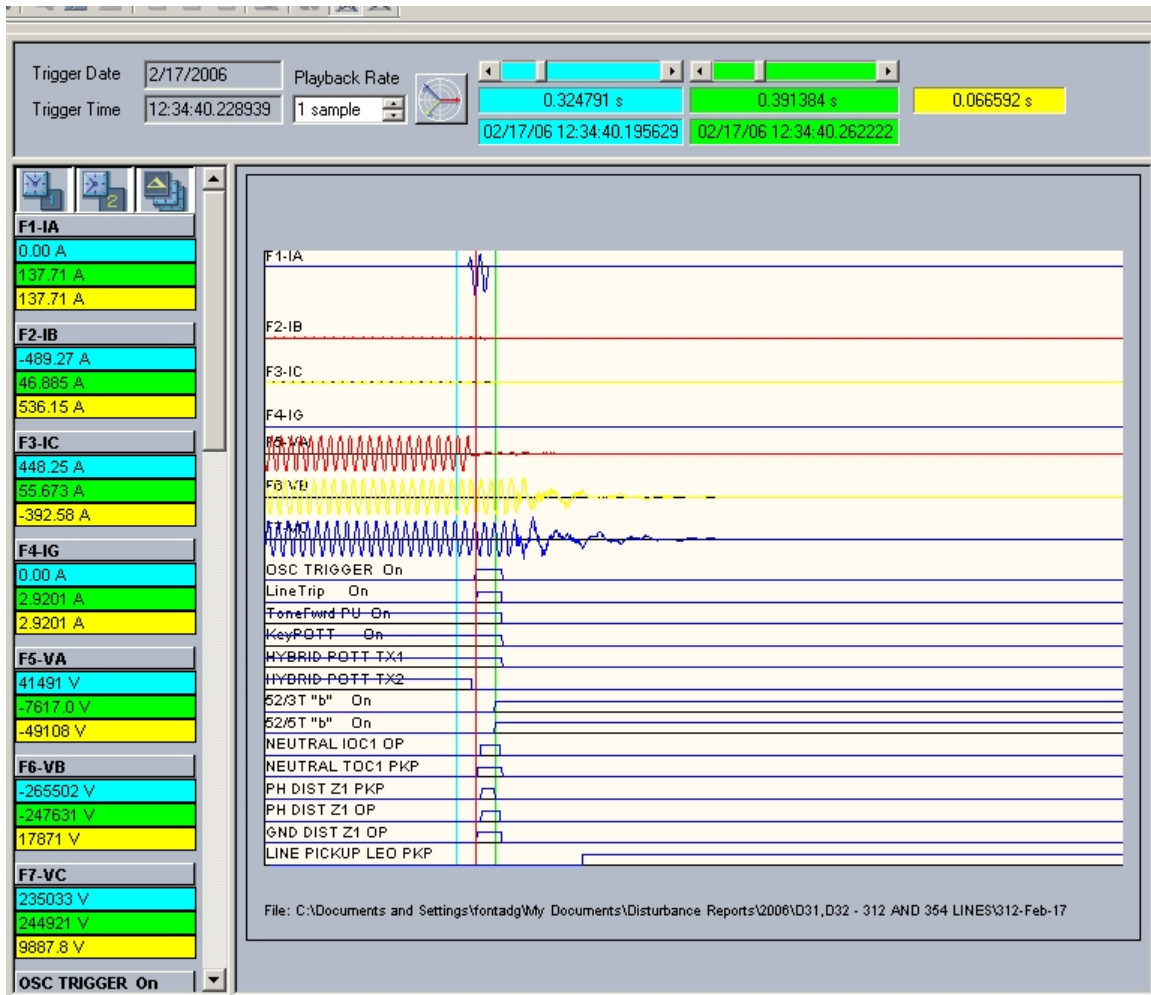 Trigger Date 2/17/2006
Trigger Time 12:34:40.228939
Playback Rate
1 sample
0.324791 s
02/17/06 12:34:40.195629
0.391384 s
02/17/06 12:34:40.262222
0.066592 s
1
2
F1-IA
0.00 A
137.71 A
137.71 A
F2-IB
-489.27 A
46.885 A
536.15 A
F3-IC
448.25 A
55.673 A
-392.58 A
F4-IG
0.00 A
2.9201 A
2.9201 A
F5-VA
41491 V
-7617.0 V
-49108 V
F6-VB
-265502 V
-247631 V
17871 V
F7-VC
235033 V
244921 V
9887.8 V
OSC TRIGGER On
F1-IA
F2-IB
F3-IC
F4-IG
F5-VA
F6-VB
F7-VC
OSC TRIGGER On
LineTrip On
ToneFwrd PU On
KeyPOTT On
HYBRID POTT TX1
HYBRID POTT TX2
52/3T "b" On
52/5T "b" On
NEUTRAL IOC1 OP
NEUTRAL TOC1 PKP
PH DIST Z1 PKP
PH DIST Z1 OP
GND DIST Z1 OP
LINE PICKUP LEO PKP
File: C:\Documents and Settings\fontadg\My Documents\Disturbance Reports\2006\D31,D32 - 312 AND 354 LINES\312-Feb-17